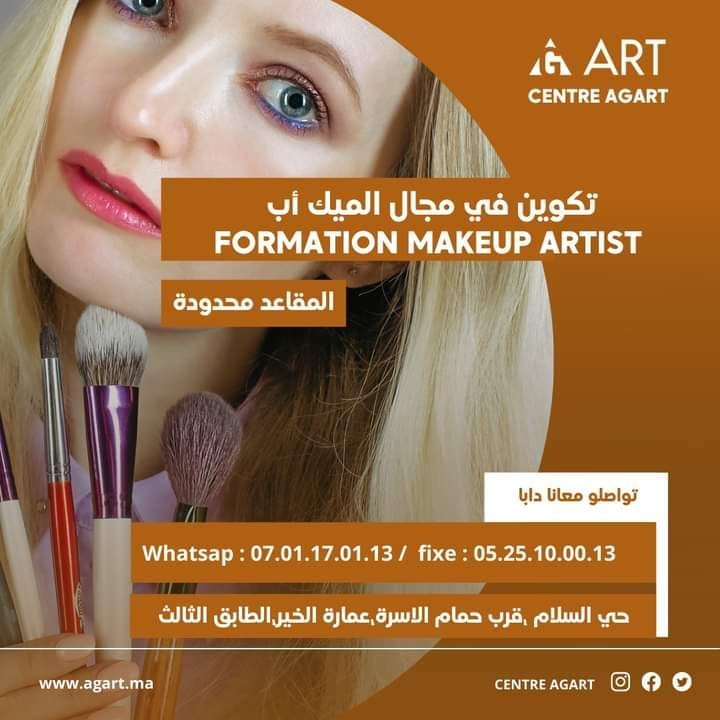 ART
CENTRE AGART
تكوين في مجال الميك أب
FORMATION MAKEUP ARTIST
المقاعد محدودة
تواصلو معانا دابا
Whatsap : 07.01.17.01.13 / fixe : 05.25.10.00.13
حي السلام ,قرب حمام الاسرة,عمارة الخير,الطابق الثالث
www.agart.ma
CENTRE AGART